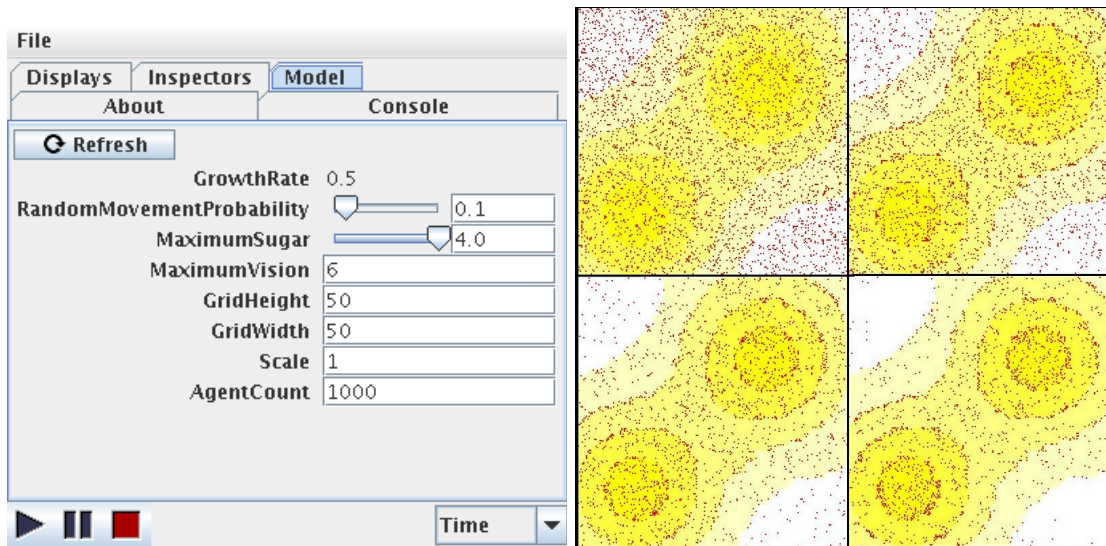 File
Displays Inspectors Model
About Console
Refresh
GrowthRate 0.5
RandomMovementProbability 0.1
MaximumSugar 4.0
MaximumVision 6
GridHeight 50
GridWidth 50
Scale 1
AgentCount 1000
Time